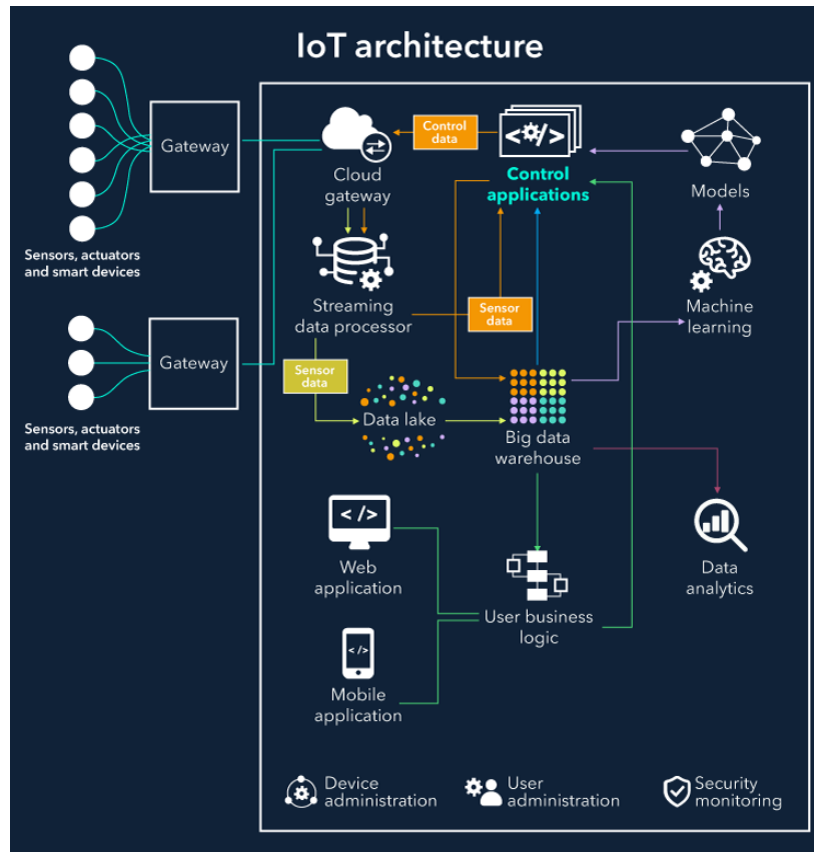 IoT architecture
Gateway
Sensors, actuators
and smart devices
Gateway
Sensors, actuators
and smart devices
Cloud
gateway
Control
data
</>
Control
applications
Models
Streaming
data processor
Sensor
data
Machine
learning
Sensor
data
Data lake
Big data
warehouse
</>
Web
application
User business
logic
Data
analytics
</>
Mobile
application
Device
administration
User
administration
Security
monitoring